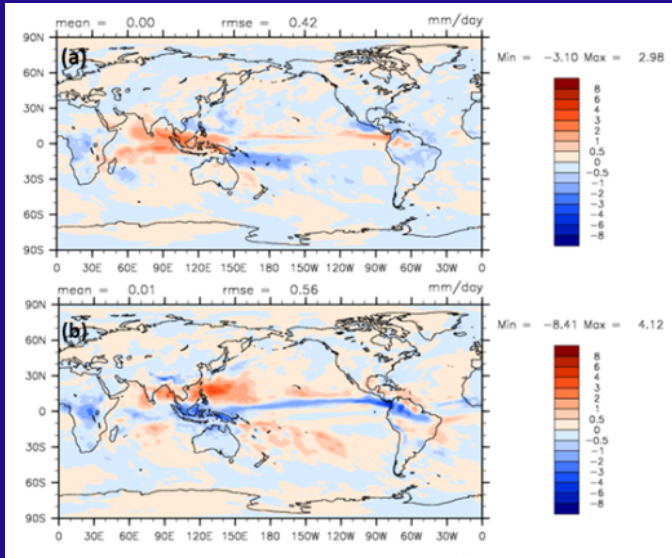 mean = 0.00 rmse = 0.42 mm/day
(a)
Min = -3.10 Max = 2.98
90N
60N
30N
0
30S
60S
90S
0 30E 60E 90E 120E 150E 180 150W 120W 90W 60W 30W 0
8
6
4
3
2
1
0.5
0
-0.5
-1
-2
-3
-4
-6
-8
mean = 0.01 rmse = 0.56 mm/day
(b)
Min = -8.41 Max = 4.12
90N
60N
30N
0
30S
60S
90S
0 30E 60E 90E 120E 150E 180 150W 120W 90W 60W 30W 0
8
6
4
3
2
1
0.5
0
-0.5
-1
-2
-3
-4
-6
-8